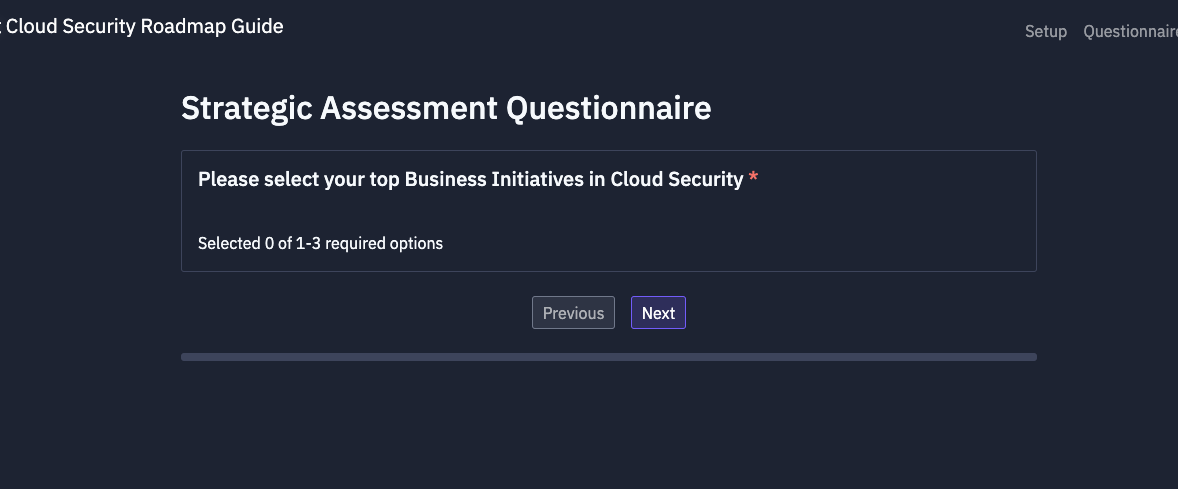 Cloud Security Roadmap Guide
Setup Questionnaire
Strategic Assessment Questionnaire
Please select your top Business Initiatives in Cloud Security *
Selected 0 of 1-3 required options
Previous Next